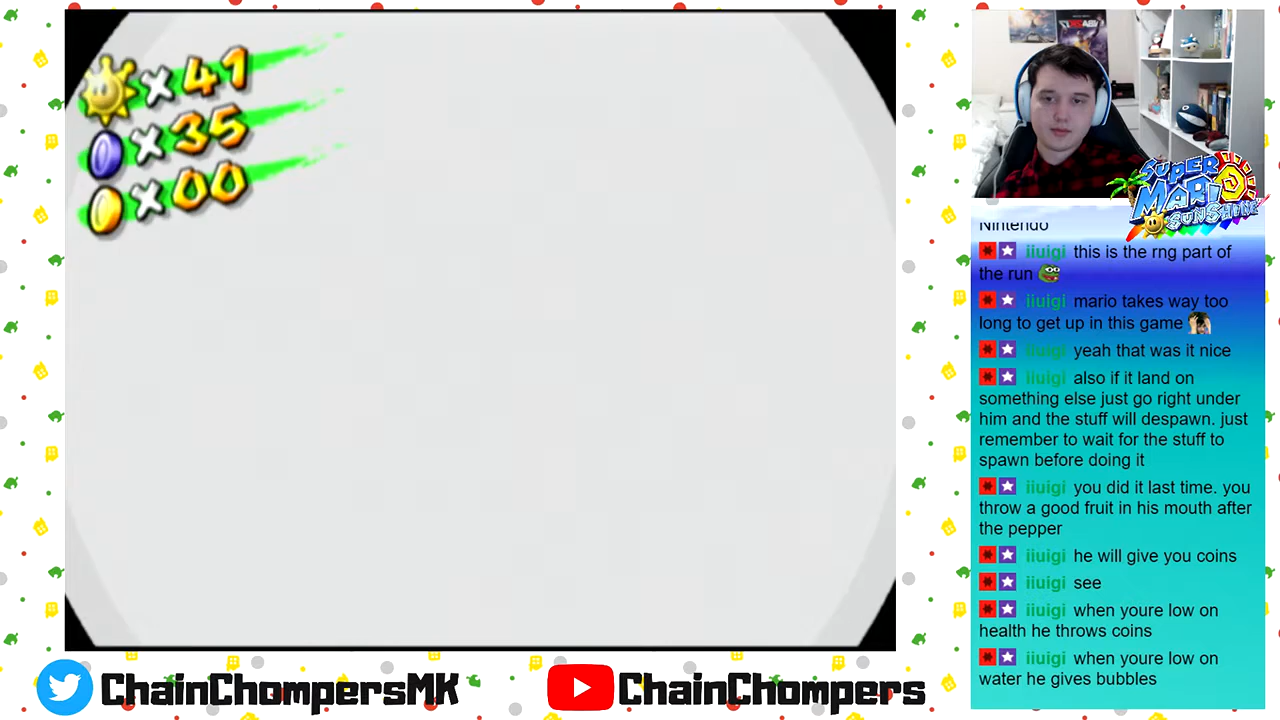 ×41
×35
×00
SUPER
MARIO
SUNSHINE
Nintendo
iiuigi this is the rng part of
the run
iiuigi mario takes way too
long to get up in this game
iiuigi yeah that was it nice
iiuigi also if it land on
something else just go right under
him and the stuff will despawn. just
remember to wait for the stuff to
spawn before doing it
iiuigi you did it last time. you
throw a good fruit in his mouth after
the pepper
iiuigi he will give you coins
iiuigi see
iiuigi when youre low on
health he throws coins
iiuigi when youre low on
water he gives bubbles
ChainChompersMK
ChainChompers